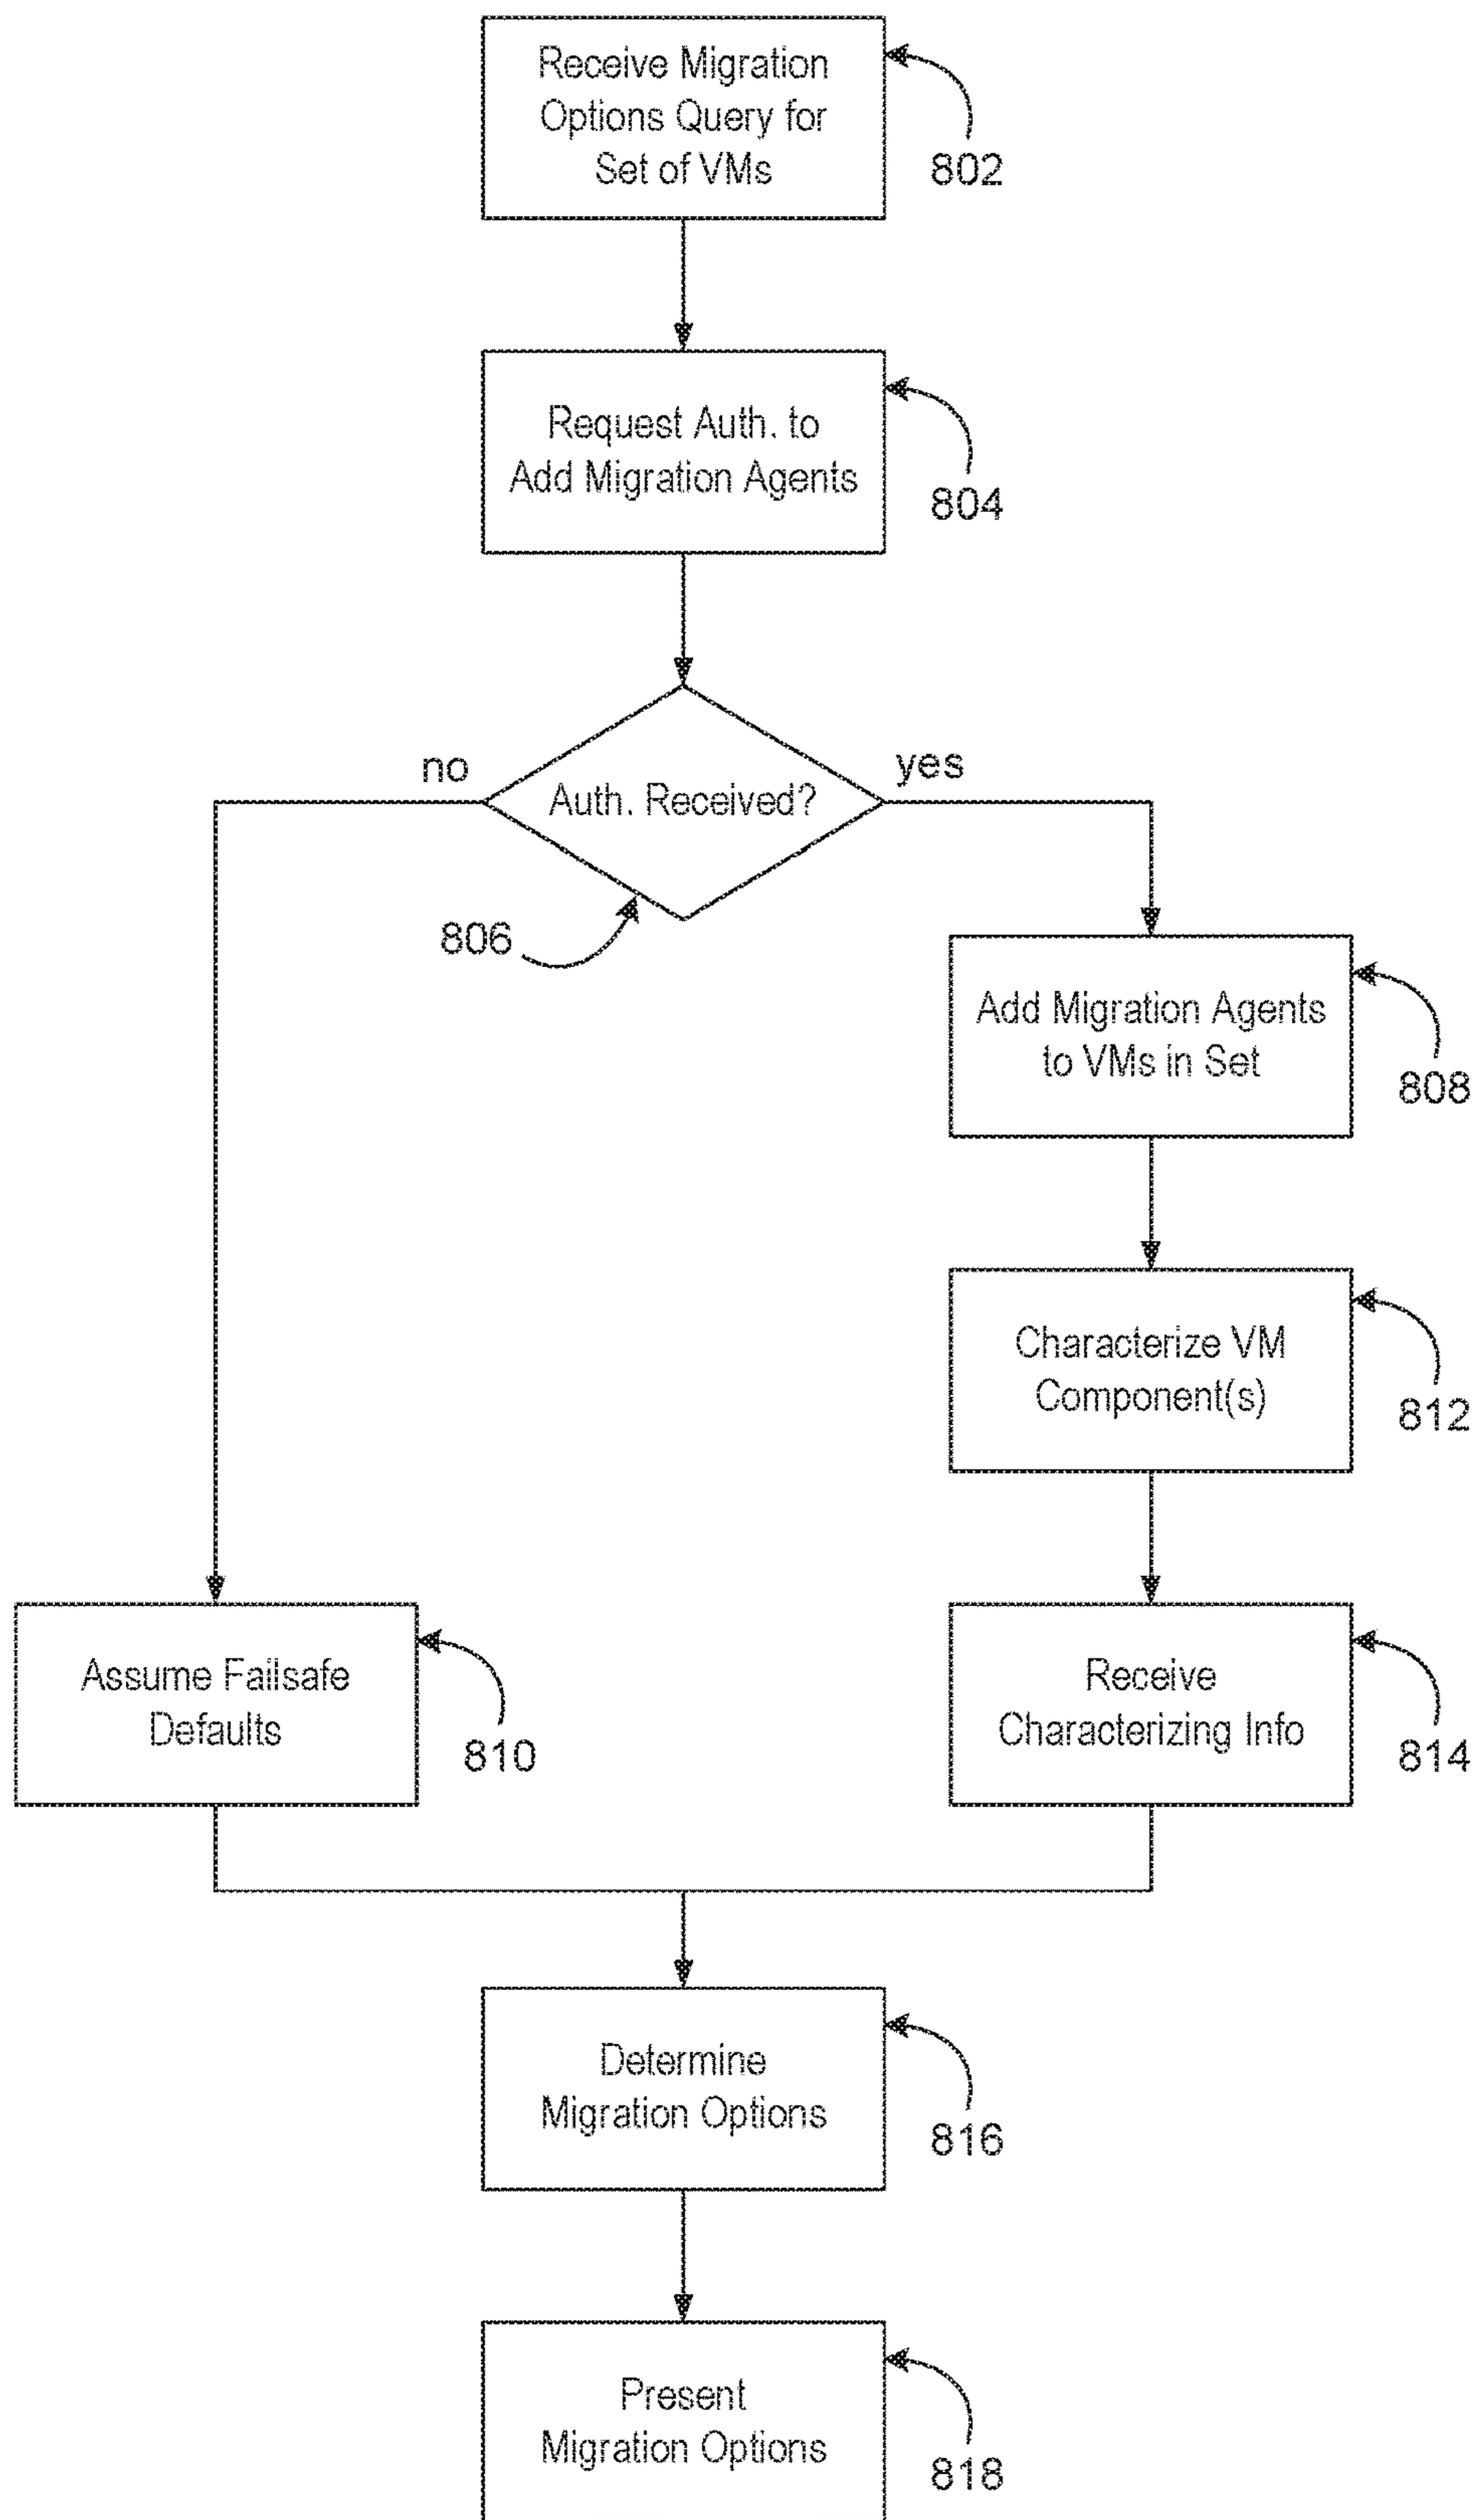 Receive Migration
Options Query for
Set of VMs
802
Request Auth. to
Add Migration Agents
804
no
yes
Auth. Received?
806
Add Migration Agents
to VMs in Set
808
Characterize VM
Component(s)
812
Assume Failsafe
Defaults
810
Receive
Characterizing Info
814
Determine
Migration Options
816
Present
Migration Options
818